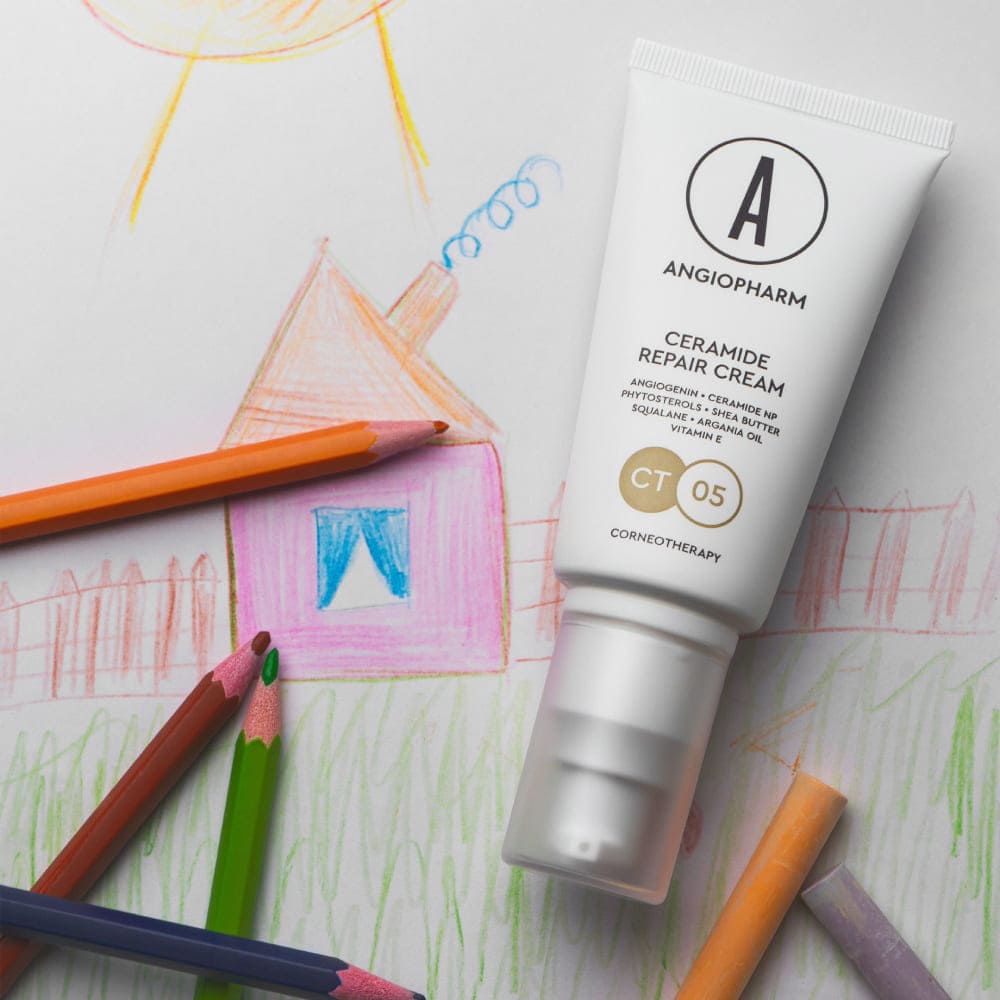 A
ANGIOPHARM
CERAMIDE
REPAIR CREAM
ANGIOGENIN • CERAMIDE NP
PHYTOSTEROLS • SHEA BUTTER
SQUALANE • ARGANIA OIL
VITAMIN E
CT 05
CORNEOTHERAPY